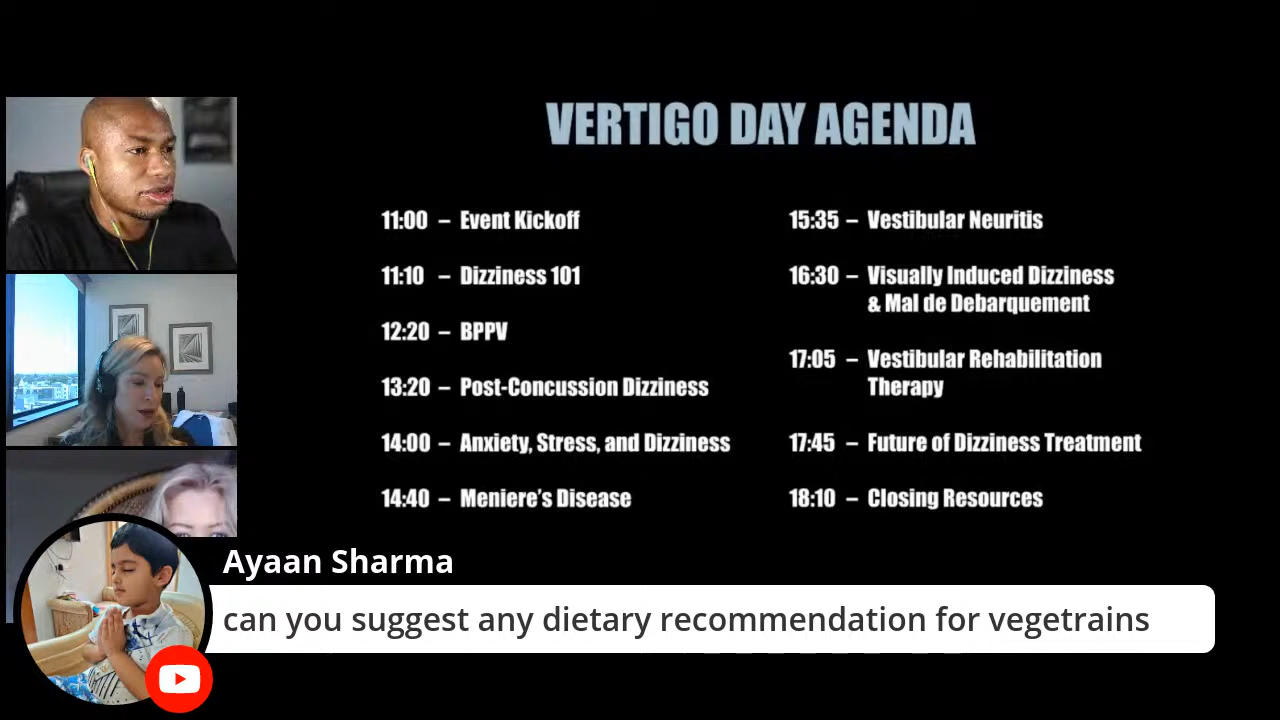 VERTIGO DAY AGENDA
11:00 – Event Kickoff
11:10 – Dizziness 101
12:20 – BPPV
13:20 – Post-Concussion Dizziness
14:00 – Anxiety, Stress, and Dizziness
14:40 – Meniere's Disease
15:35 – Vestibular Neuritis
16:30 – Visually Induced Dizziness
& Mal de Debarquement
17:05 – Vestibular Rehabilitation
Therapy
17:45 – Future of Dizziness Treatment
18:10 – Closing Resources
Ayaan Sharma
can you suggest any dietary recommendation for vegetrains